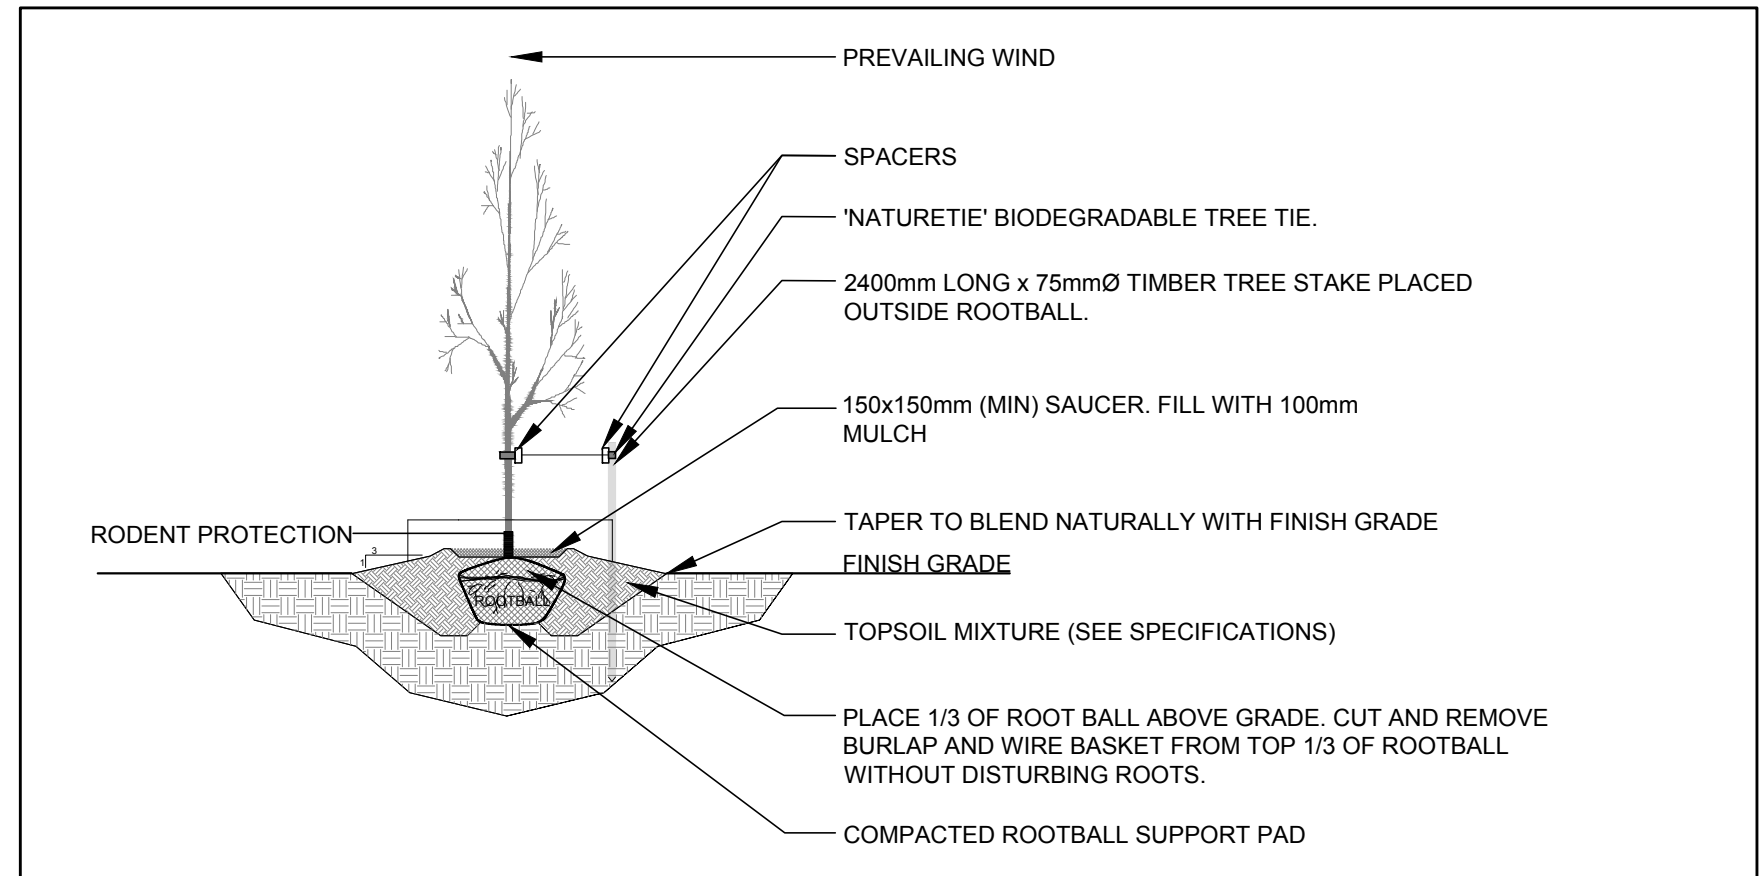 PREVAILING WIND
SPACERS
'NATURETIE' BIODEGRADABLE TREE TIE.
2400mm LONG x 75mmØ TIMBER TREE STAKE PLACED
OUTSIDE ROOTBALL.
150x150mm (MIN) SAUCER. FILL WITH 100mm
MULCH
RODENT PROTECTION
TAPER TO BLEND NATURALLY WITH FINISH GRADE
3
1
FINISH GRADE
ROOTBALL
TOPSOIL MIXTURE (SEE SPECIFICATIONS)
PLACE 1/3 OF ROOT BALL ABOVE GRADE. CUT AND REMOVE
BURLAP AND WIRE BASKET FROM TOP 1/3 OF ROOTBALL
WITHOUT DISTURBING ROOTS.
COMPACTED ROOTBALL SUPPORT PAD